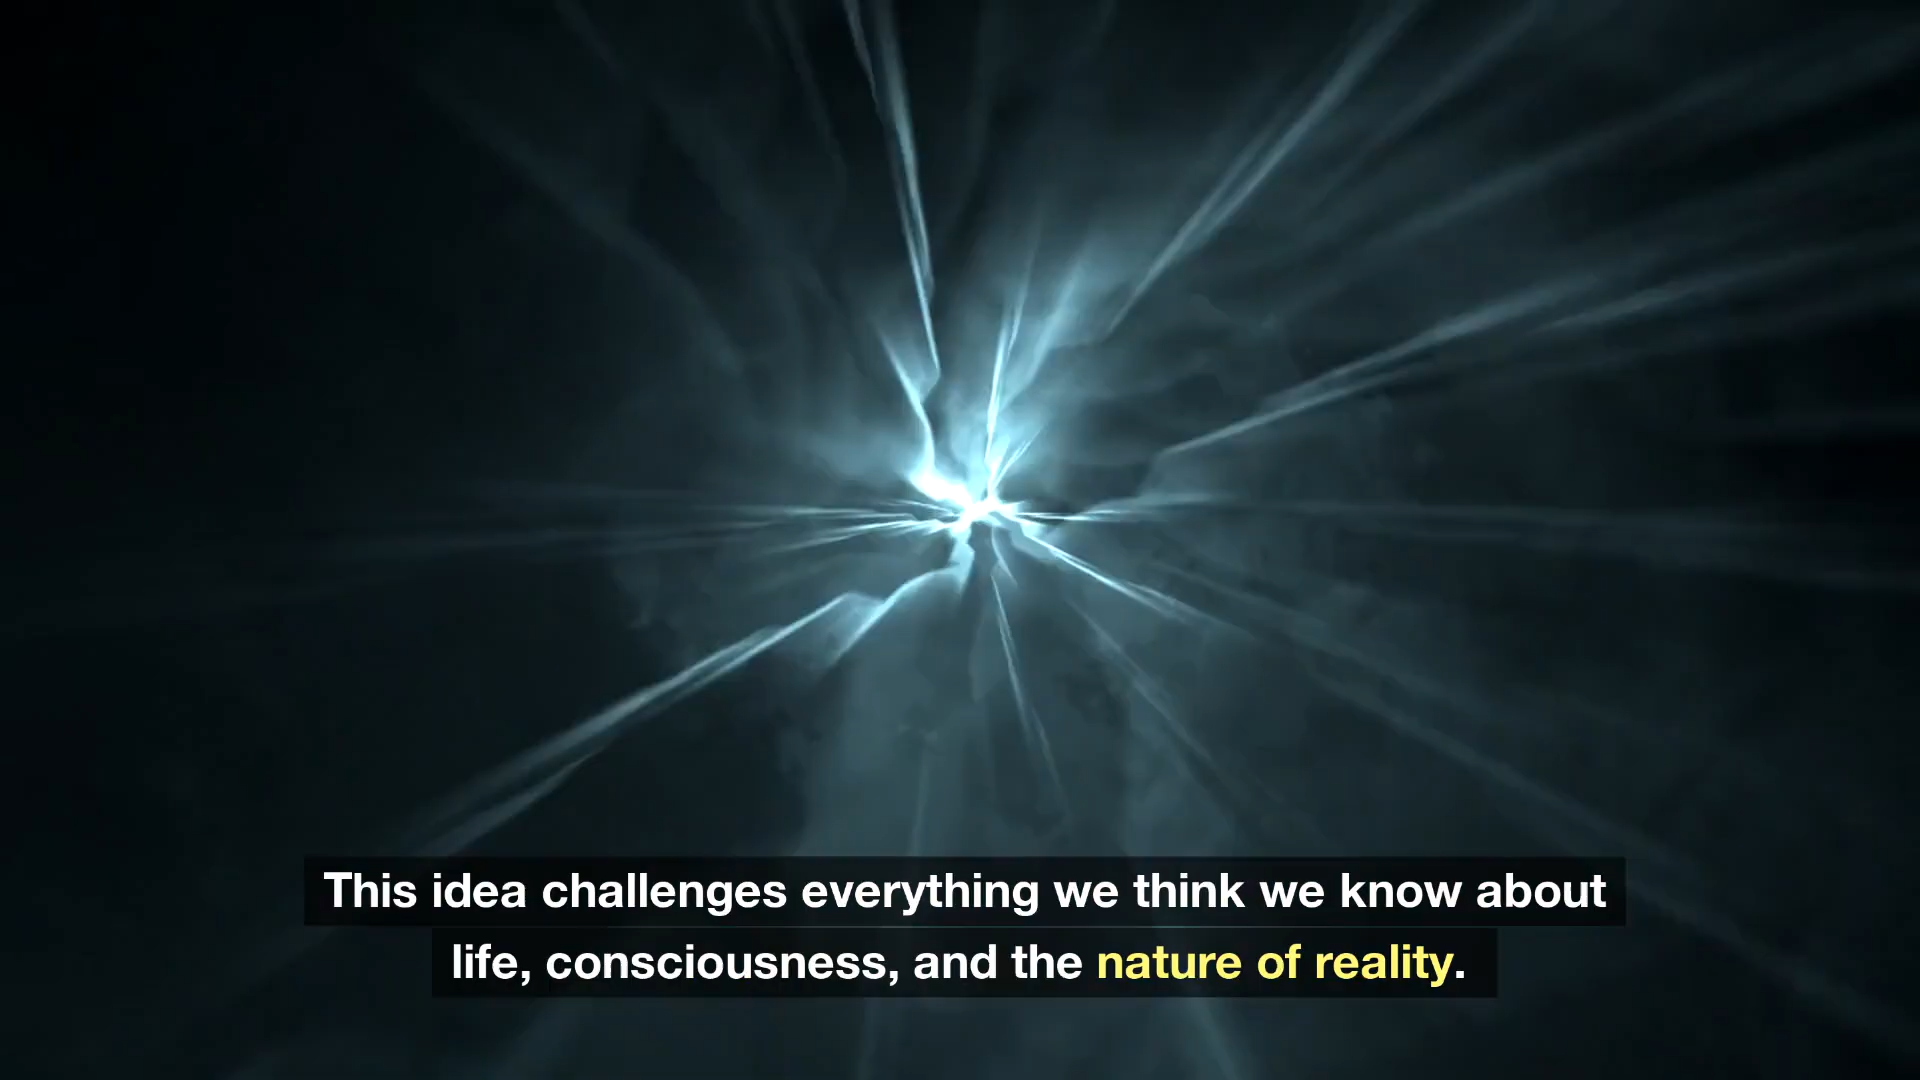 This idea challenges everything we think we know about
life, consciousness, and the nature of reality.